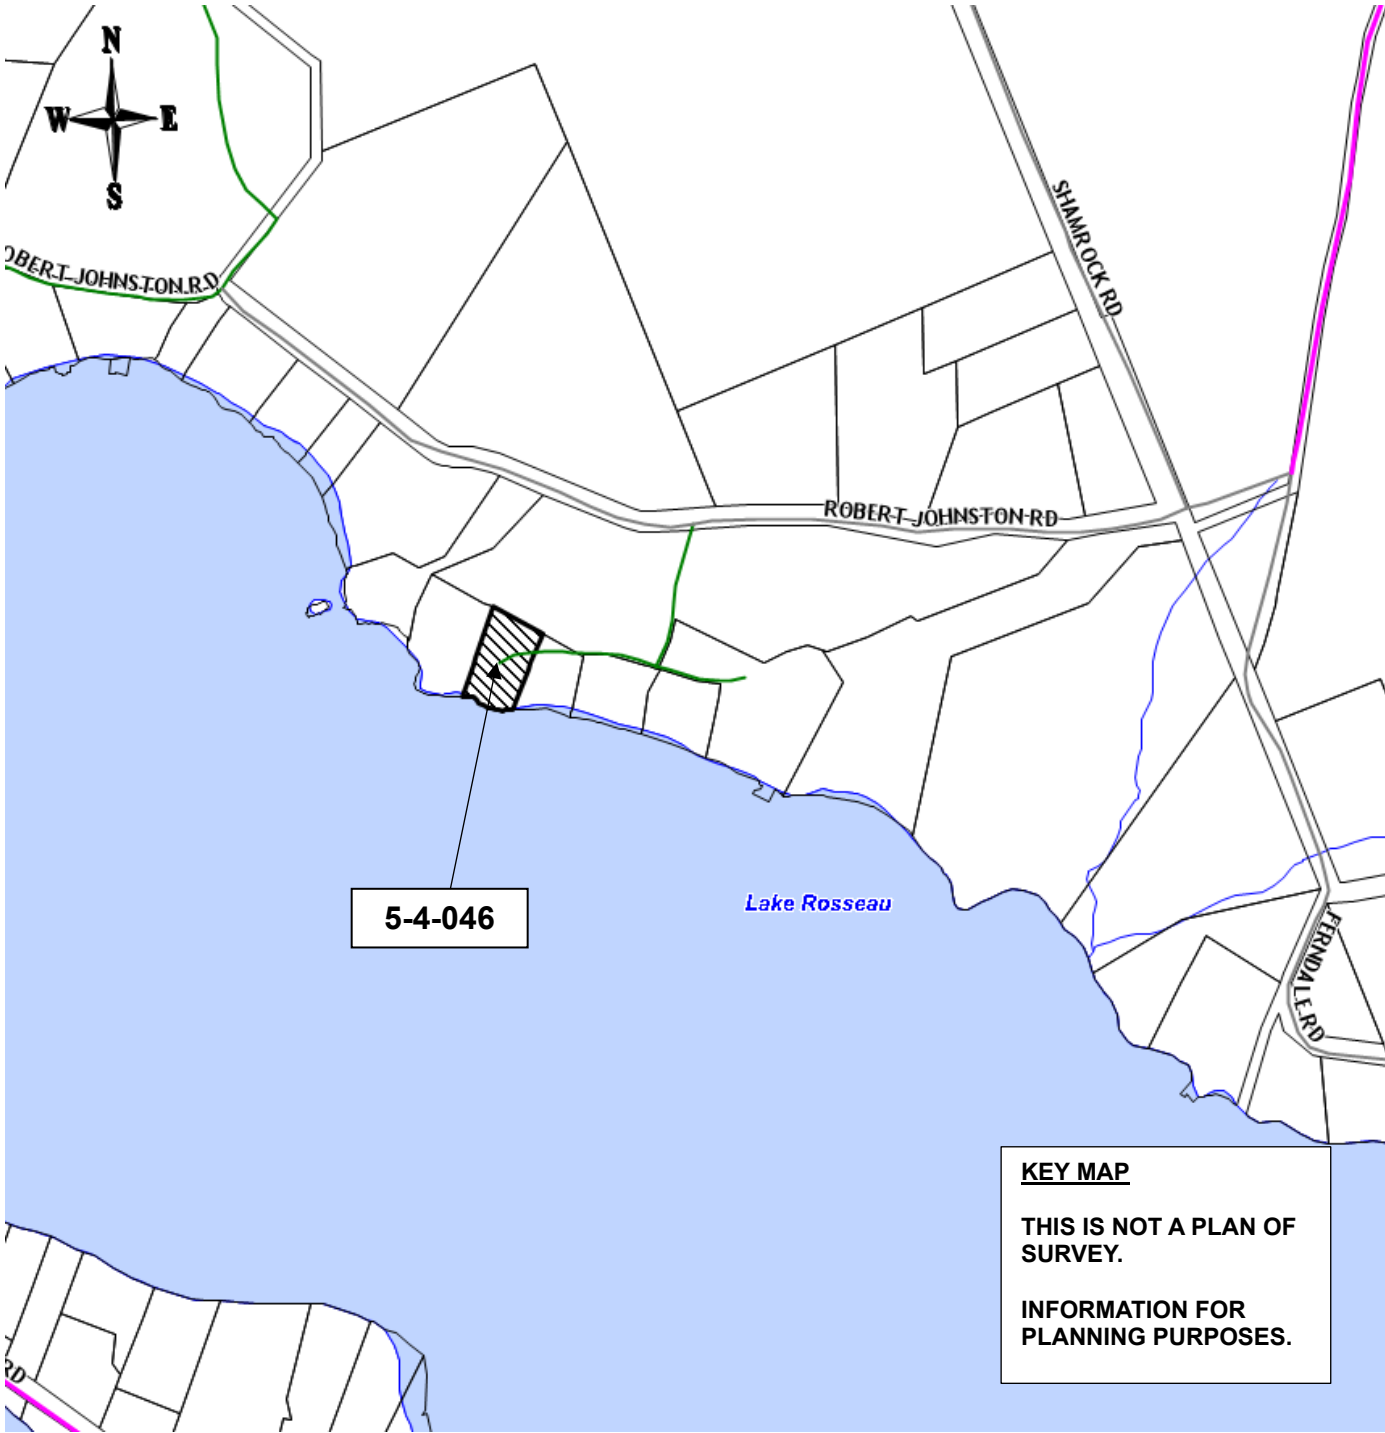 N
W E
S
SHAMROCK RD
OBERT JOHNSTON RD
ROBERT JOHNSTON RD
5-4-046
Lake Rosseau
FERNDALE RD
KEY MAP
THIS IS NOT A PLAN OF
SURVEY.
INFORMATION FOR
PLANNING PURPOSES.
RD